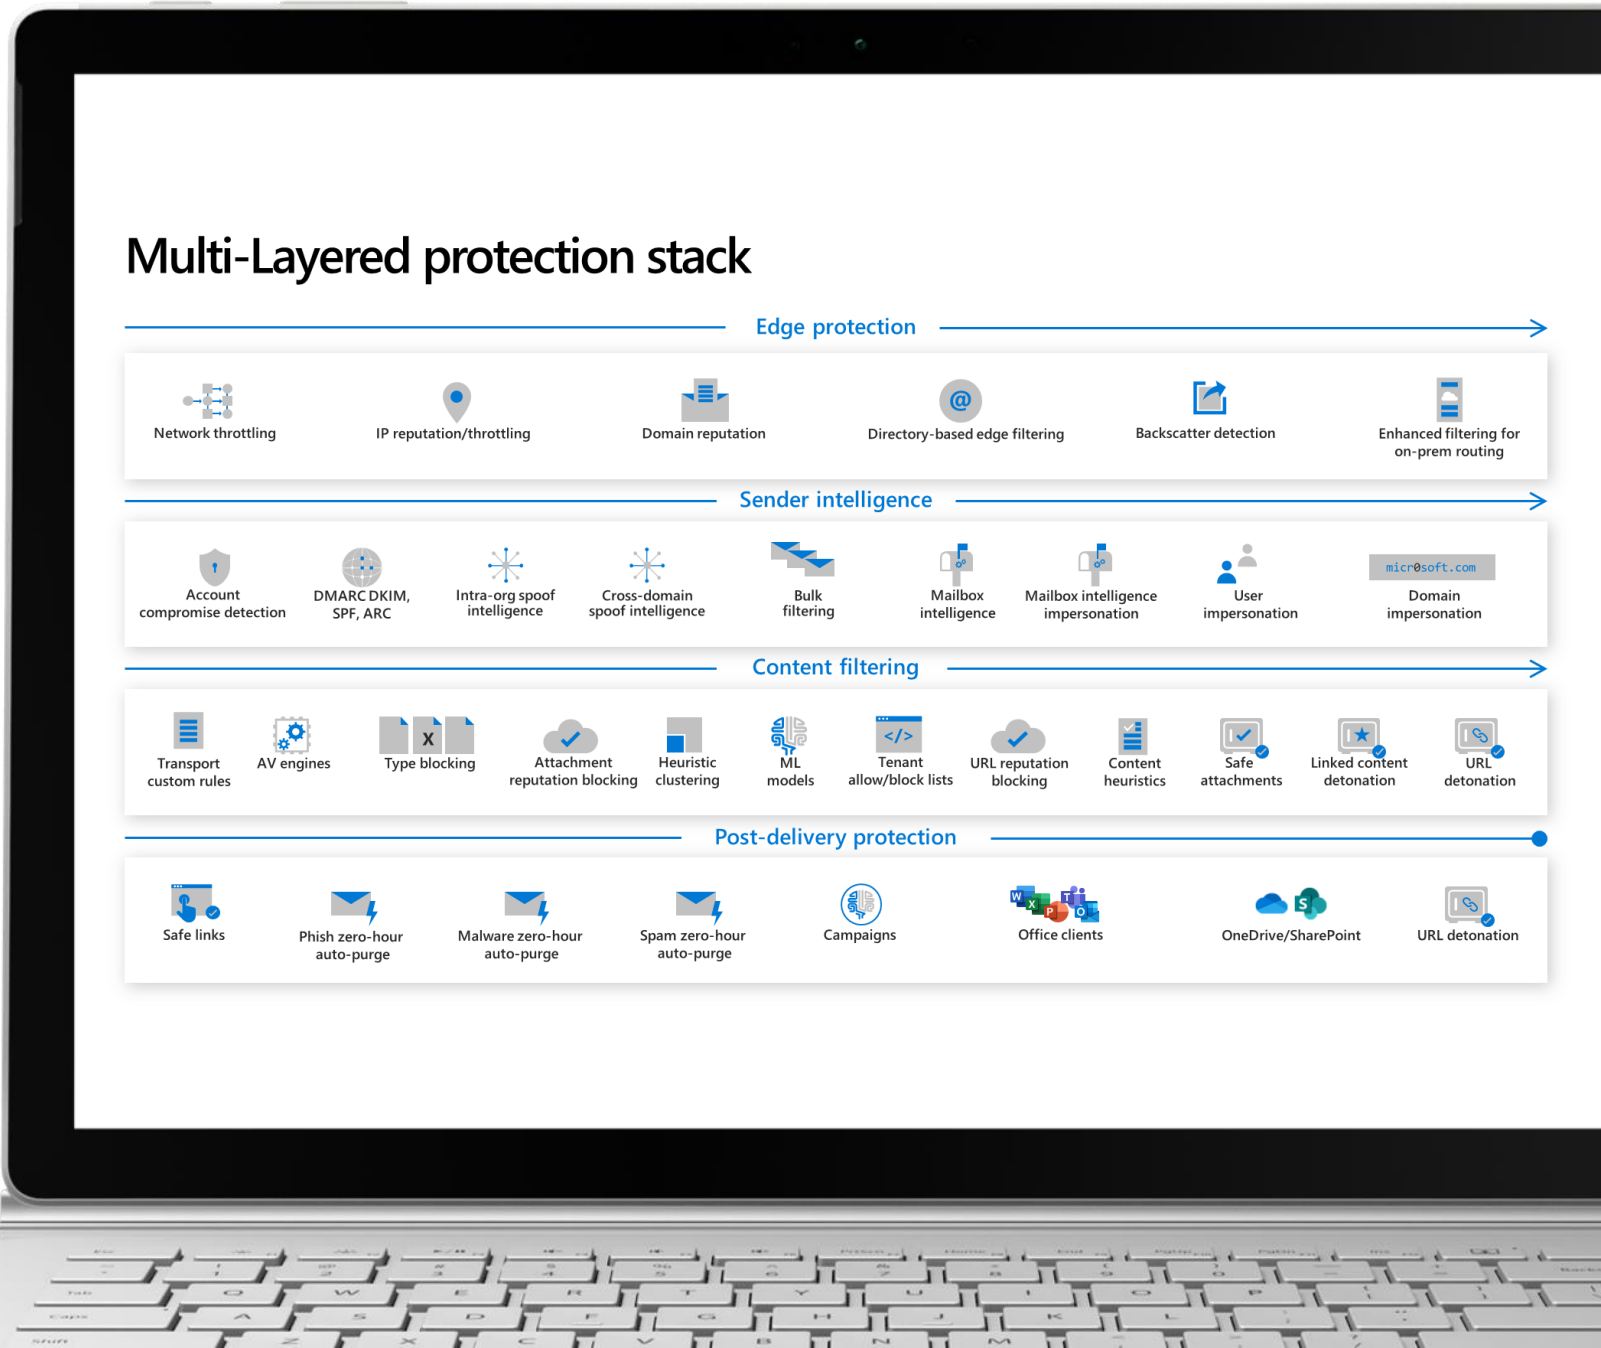 Multi-Layered protection stack
Edge protection
Network throttling
IP reputation/throttling
Domain reputation
@
Directory-based edge filtering
Backscatter detection
Enhanced filtering for
on-prem routing
Sender intelligence
Account
compromise detection
DMARC DKIM,
SPF, ARC
Intra-org spoof
intelligence
Cross-domain
spoof intelligence
Bulk
filtering
Mailbox
intelligence
Mailbox intelligence
impersonation
User
impersonation
micr0soft.com
Domain
impersonation
Content filtering
Transport
custom rules
AV engines
X
Type blocking
Attachment
reputation blocking
Heuristic
clustering
ML
models
</>
Tenant
allow/block lists
URL reputation
blocking
Content
heuristics
Safe
attachments
Linked content
detonation
URL
detonation
Post-delivery protection
Safe links
Phish zero-hour
auto-purge
Malware zero-hour
auto-purge
Spam zero-hour
auto-purge
Campaigns
W X P T O
Office clients
S
OneDrive/SharePoint
URL detonation
Tab Q W E R T Y U I O P
Caps A S D F G H J K L
Shift Z X C V B N M